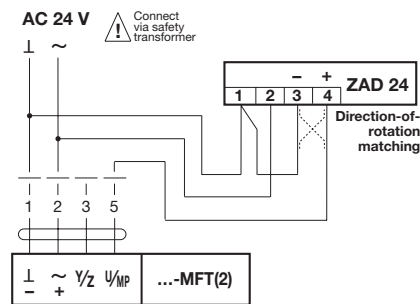 AC 24 V
⊥ ~
Connect
via safety
transformer
– +
ZAD 24
1 2 3 4
Direction-of-
rotation
matching
1 2 3 5
⊥ ~ Y/Z U/MP
– +
...-MFT(2)